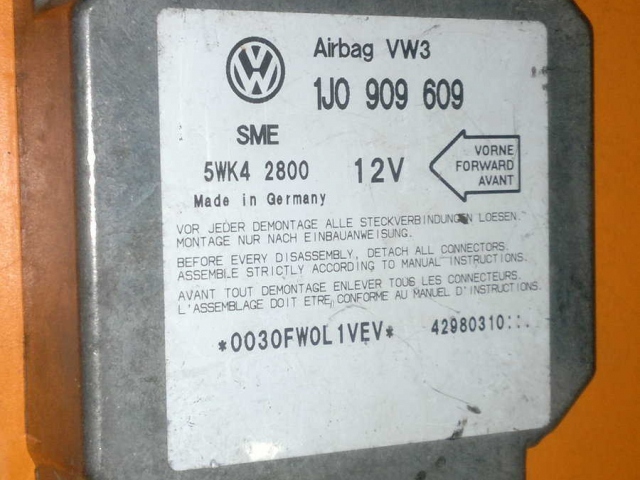 Airbag VW3
1J0 909 609
SME
5WK4 2800 12V
VORNE
FORWARD
AVANT
Made in Germany
VOR JEDER DEMONTAGE ALLE STECKVERBINDUNGEN LOESEN.
MONTAGE NUR NACH EINBAUANWEISUNG.
BEFORE EVERY DISASSEMBLY, DETACH ALL CONNECTORS.
ASSEMBLE STRICTLY ACCORDING TO MANUAL INSTRUCTIONS.
AVANT TOUT DEMONTAGE ENLEVER TOUS LES CONNECTEURS.
L'ASSEMBLAGE DOIT ETRE CONFORME AU MANUEL D'INSTRUCTIONS.
*0030FW0L1VEV* 42980310